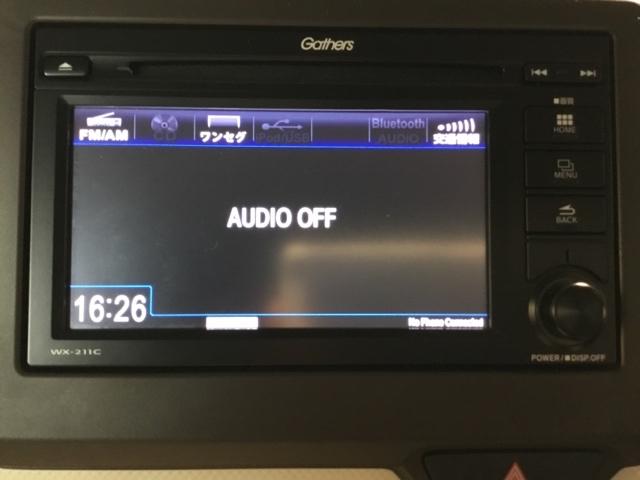 Gathers
FM/AM
CD
ワンセグ
iPod/USB
Bluetooth
AUDIO
交通情報
HOME
MENU
BACK
AUDIO OFF
16:26
No Phone Connected
WX-211C
POWER/■DISP.OFF